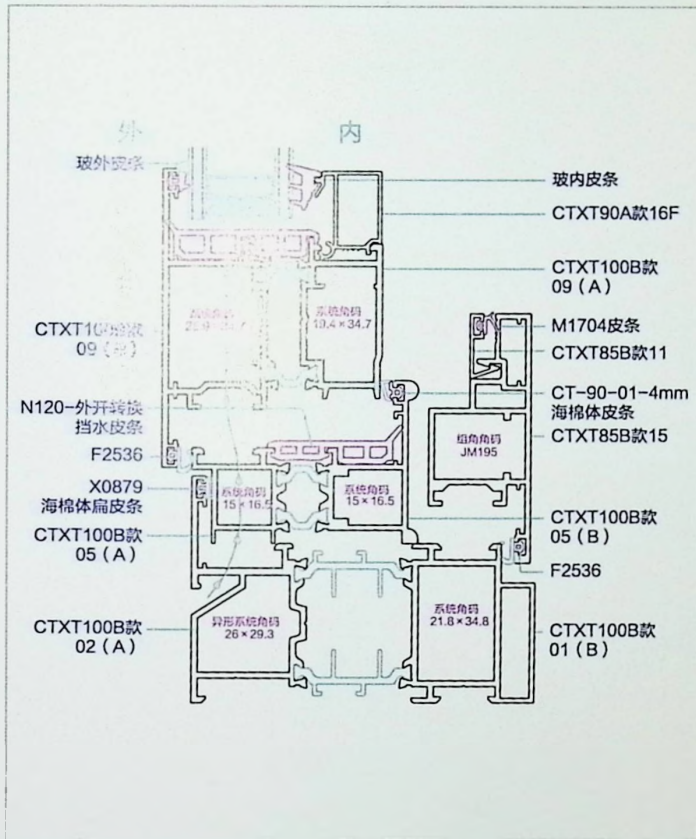 外
内
玻外皮条
玻内皮条
CTXT90A款16F
CTXT100B款
09（A）
系统角码
19.4×34.7
M1704皮条
CTXT85B款11
09
N120-外开转换
挡水皮条
CT-90-01-4mm
海棉体皮条
组角角码
JM195
CTXT85B款15
F2536
X0879
海棉体扁皮条
系统角码
15×16.5
系统角码
15×16.5
CTXT100B款
05（A）
CTXT100B款
05（B）
F2536
CTXT100B款
02（A）
异形系统角码
26×29.3
系统角码
21.8×34.8
CTXT100B款
01（B）